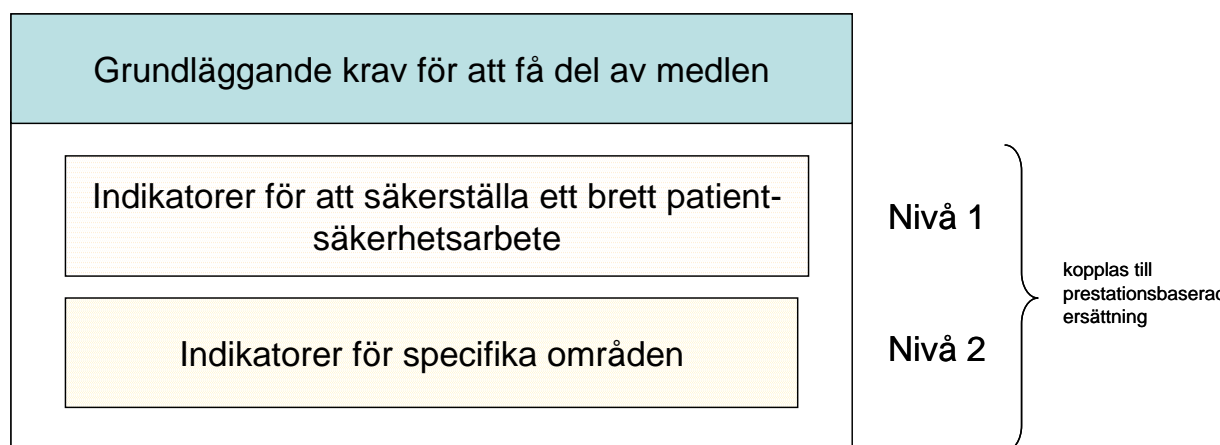 Grundläggande krav för att få del av medlen
Indikatorer för att säkerställa ett brett patient-
säkerhetsarbete
Nivå 1
kopplas till
prestationsbaserad
ersättning
Indikatorer för specifika områden
Nivå 2